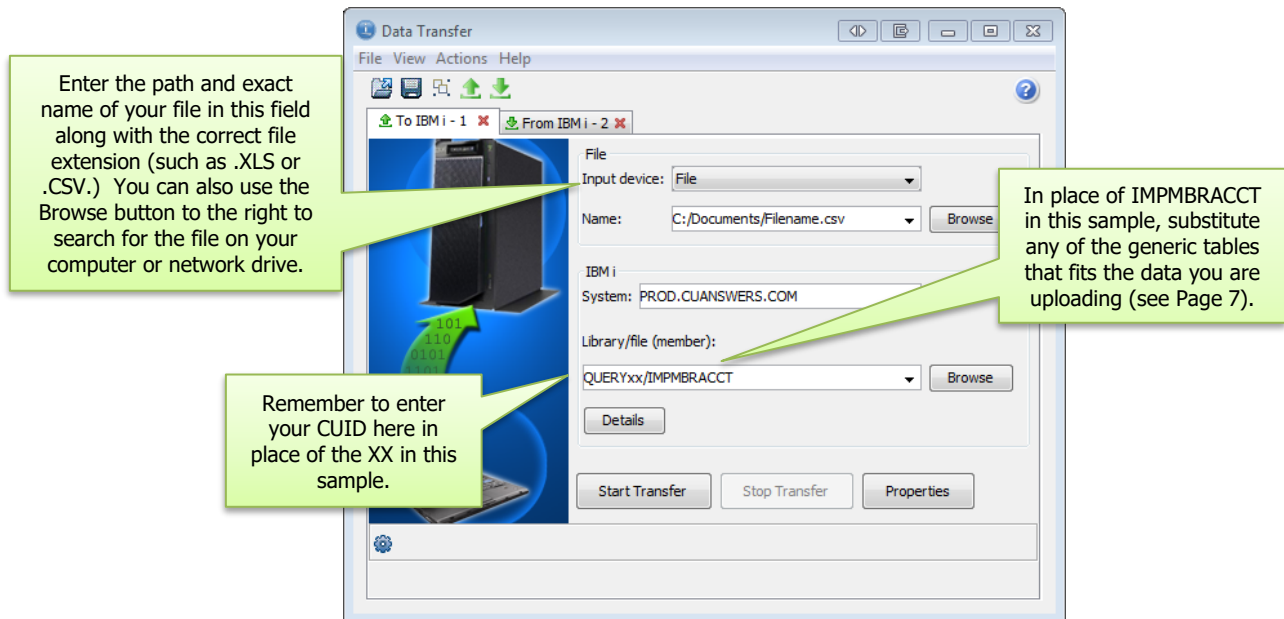 Data Transfer
File View Actions Help
To IBM i - 1
From IBM i - 2
Enter the path and exact
name of your file in this field
along with the correct file
extension (such as .XLS or
.CSV.) You can also use the
Browse button to the right to
search for the file on your
computer or network drive.
File
Input device: File
Name: C:/Documents/Filename.csv Browse
In place of IMPMBRACCT
in this sample, substitute
any of the generic tables
that fits the data you are
uploading (see Page 7).
IBM i
System: PROD.CUANSWERS.COM
Library/file (member):
QUERYxx/IMPMBRACCT Browse
Details
101
110
0101
1101
Remember to enter
your CUID here in
place of the XX in this
sample.
Start Transfer Stop Transfer Properties